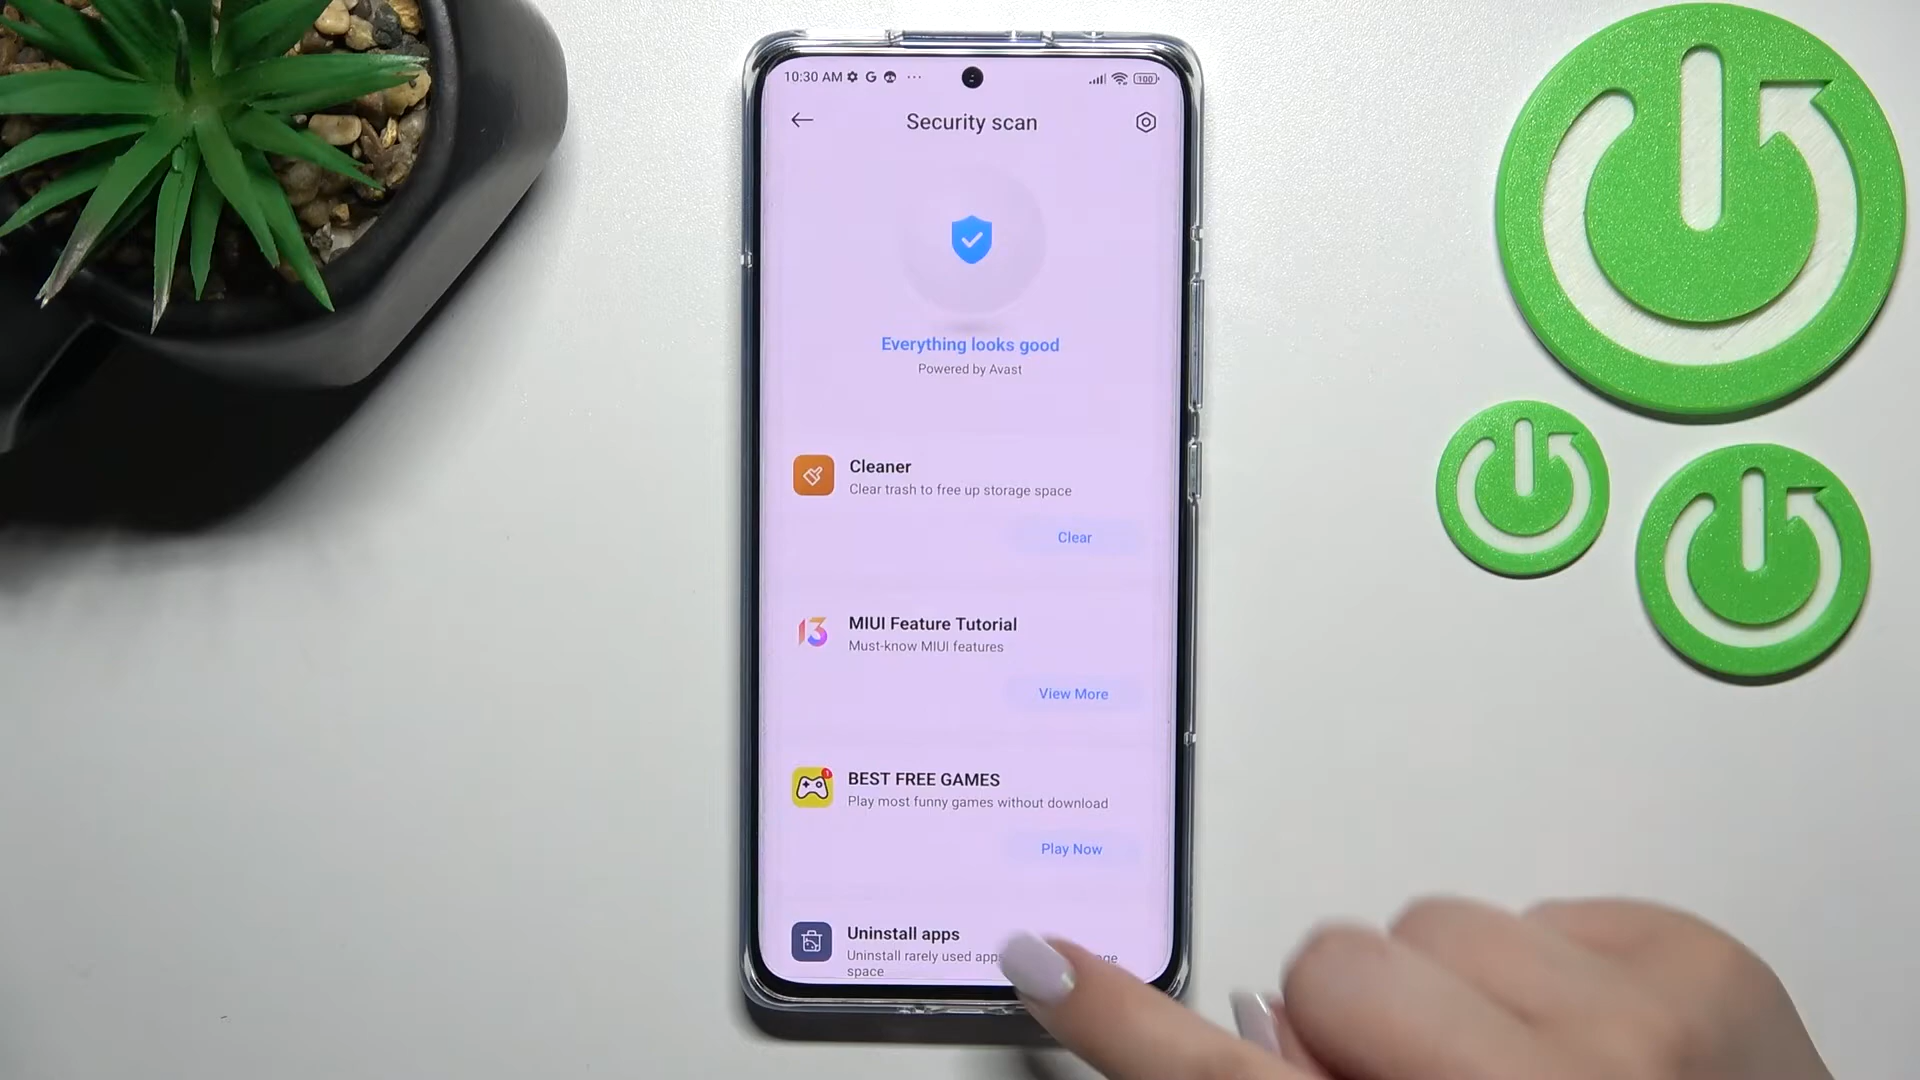 10:30 AM
100
Security scan
Everything looks good
Powered by Avast
Cleaner
Clear trash to free up storage space
Clear
13
MIUI Feature Tutorial
Must-know MIUI features
View More
BEST FREE GAMES
Play most funny games without download
Play Now
Uninstall apps
Uninstall rarely used apps
space